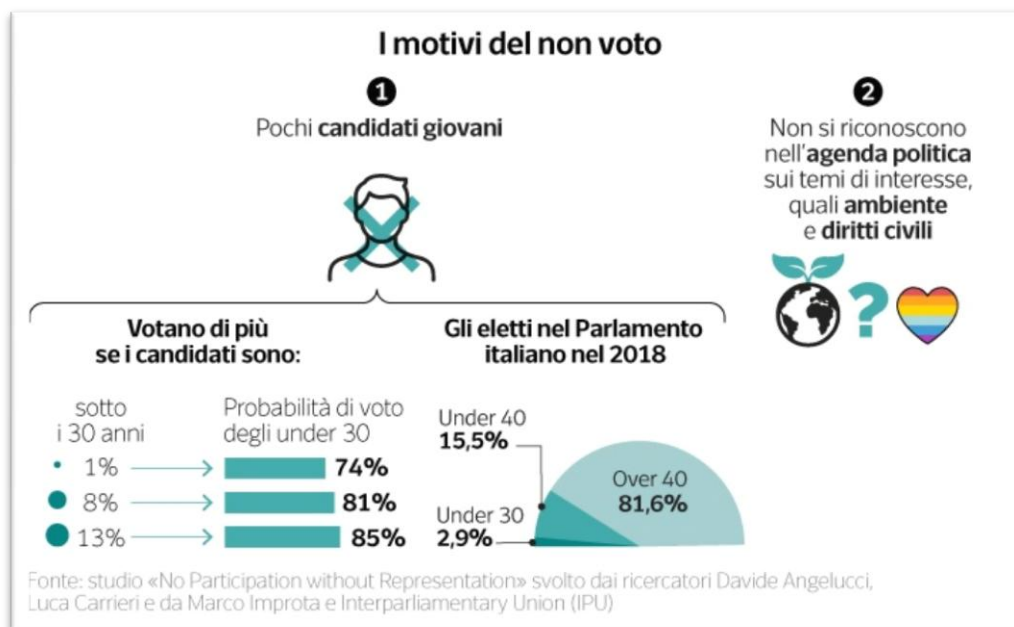 I motivi del non voto
1
Pochi candidati giovani
2
Non si riconoscono
nell'agenda politica
sui temi di interesse,
quali ambiente
e diritti civili
?
Votano di più
se i candidati sono:
sotto
i 30 anni
Probabilità di voto
degli under 30
1% 74%
8% 81%
13% 85%
Gli eletti nel Parlamento
italiano nel 2018
Under 40
15,5%
Under 30
2,9%
Over 40
81,6%
Fonte: studio «No Participation without Representation» svolto dai ricercatori Davide Angelucci,
Luca Carrieri e da Marco Improta e Interparliamentary Union (IPU)